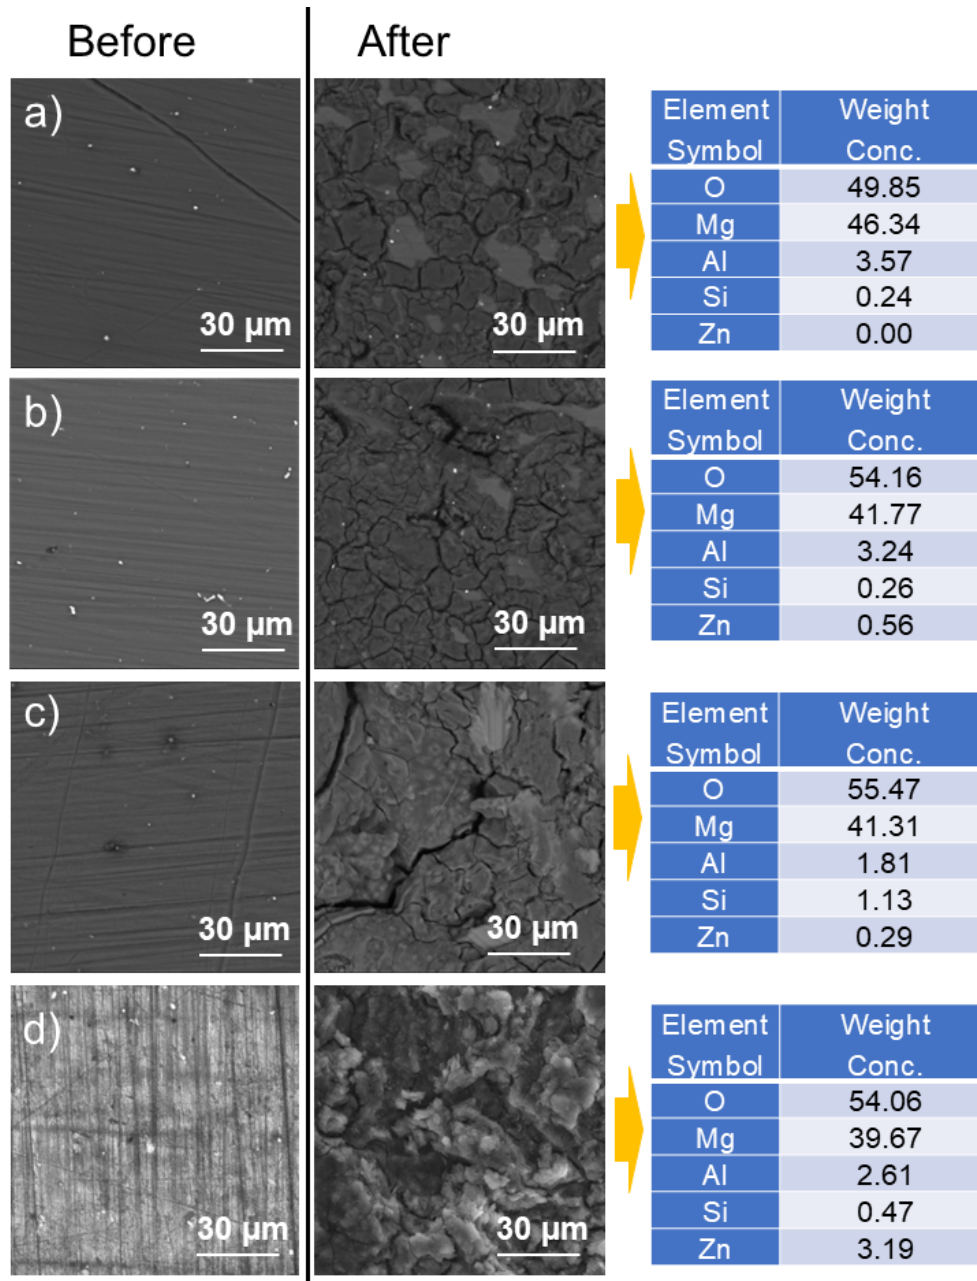 Before After
a)
30 µm
30 µm
Element Weight
Symbol Conc.
O 49.85
Mg 46.34
Al 3.57
Si 0.24
Zn 0.00
b)
30 µm
30 µm
Element Weight
Symbol Conc.
O 54.16
Mg 41.77
Al 3.24
Si 0.26
Zn 0.56
c)
30 µm
30 µm
Element Weight
Symbol Conc.
O 55.47
Mg 41.31
Al 1.81
Si 1.13
Zn 0.29
d)
30 µm
30 µm
Element Weight
Symbol Conc.
O 54.06
Mg 39.67
Al 2.61
Si 0.47
Zn 3.19